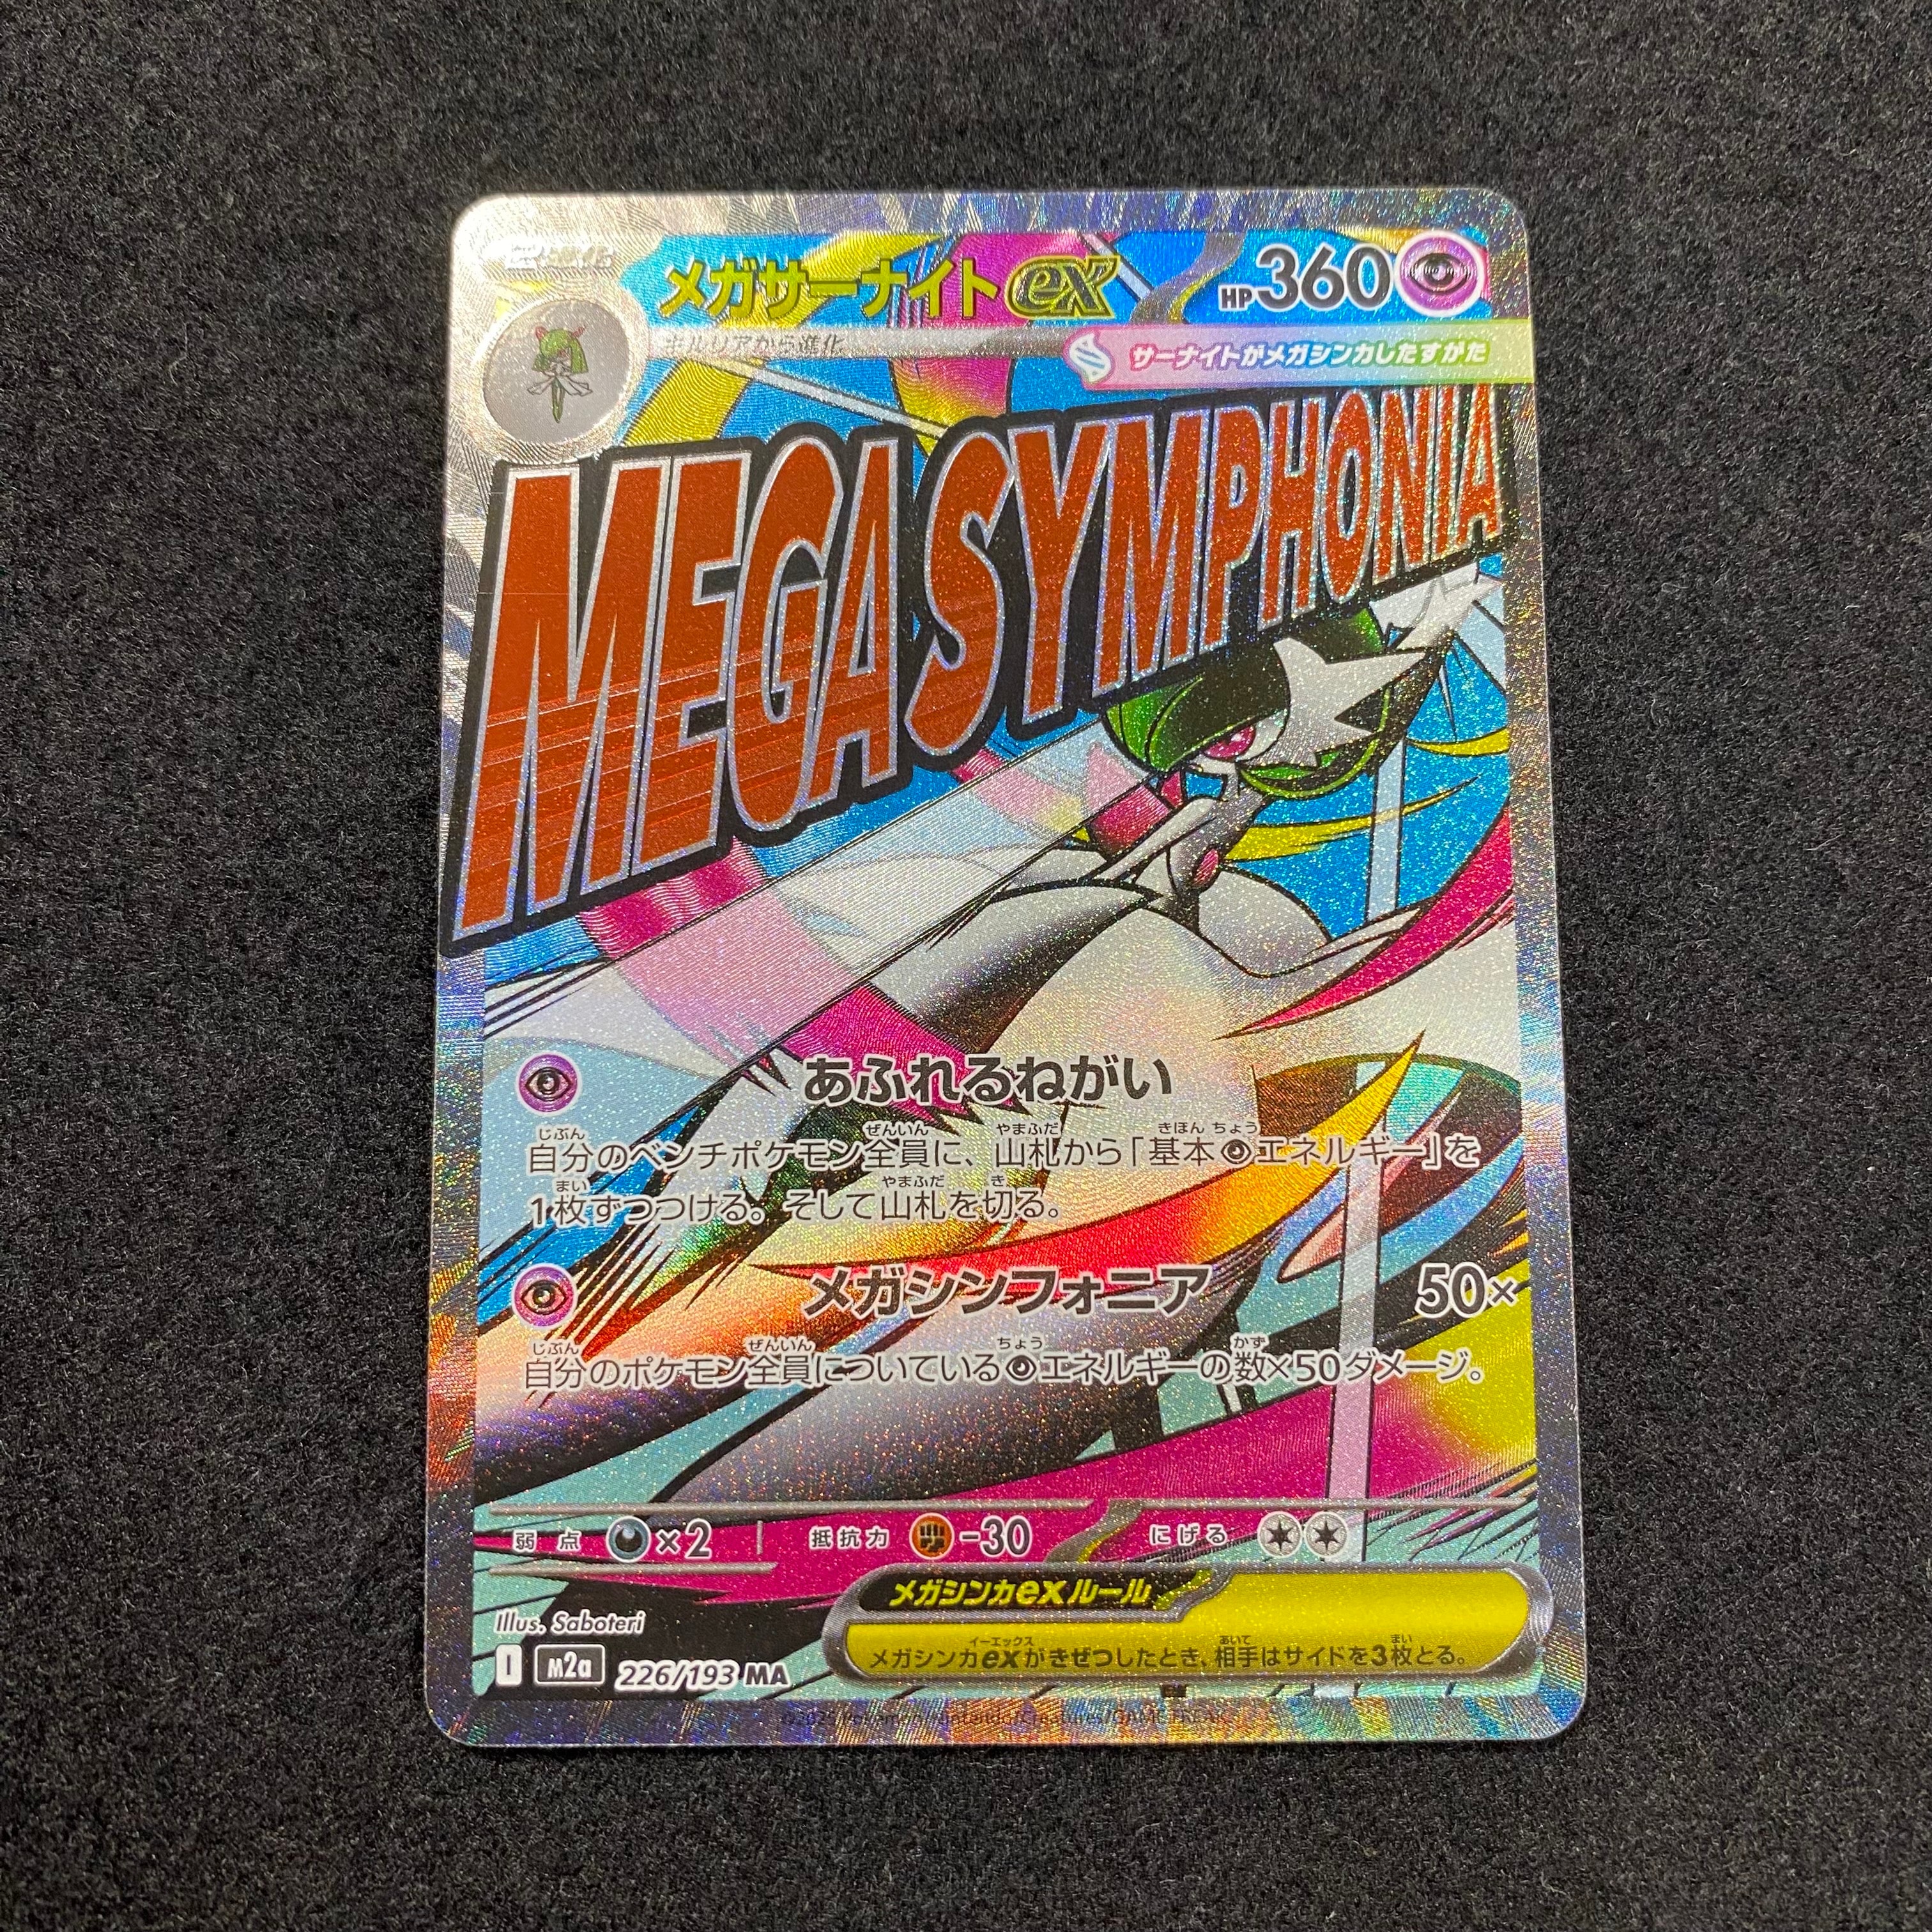 メガサーナイトex HP360
キルリアから進化
サーナイトがメガシンカしたすがた
MEGA SYMPHONIA
あふれるねがい
自分のベンチポケモン全員に、山札から「基本エネルギー」を
1枚ずつつける。そして山札を切る。
メガシンフォニア 50×
自分のポケモン全員についているエネルギーの数×50ダメージ。
弱点 ×2 抵抗力 -30 にげる
メガシンカexルール
メガシンカexがきぜつしたとき、相手はサイドを3枚とる。
Illus. Saboteri
I m2a 226/193 MA
©2025 Pokémon/Nintendo/Creatures/GAME FREAK